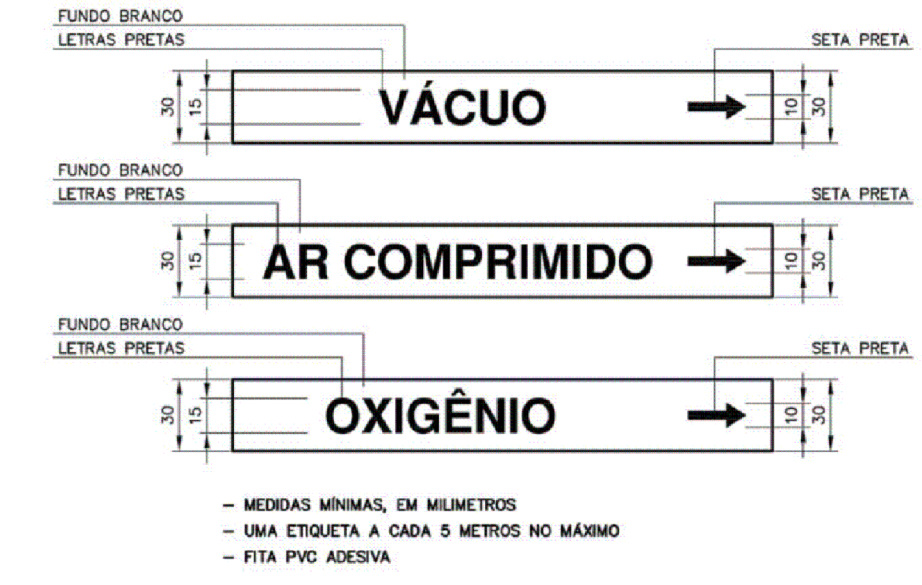 FUNDO BRANCO
LETRAS PRETAS
SETA PRETA
30
15
VÁCUO
10
30
FUNDO BRANCO
LETRAS PRETAS
SETA PRETA
30
15
AR COMPRIMIDO
10
30
FUNDO BRANCO
LETRAS PRETAS
SETA PRETA
30
15
OXIGÊNIO
10
30
– MEDIDAS MÍNIMAS, EM MILIMETROS
– UMA ETIQUETA A CADA 5 METROS NO MÁXIMO
– FITA PVC ADESIVA